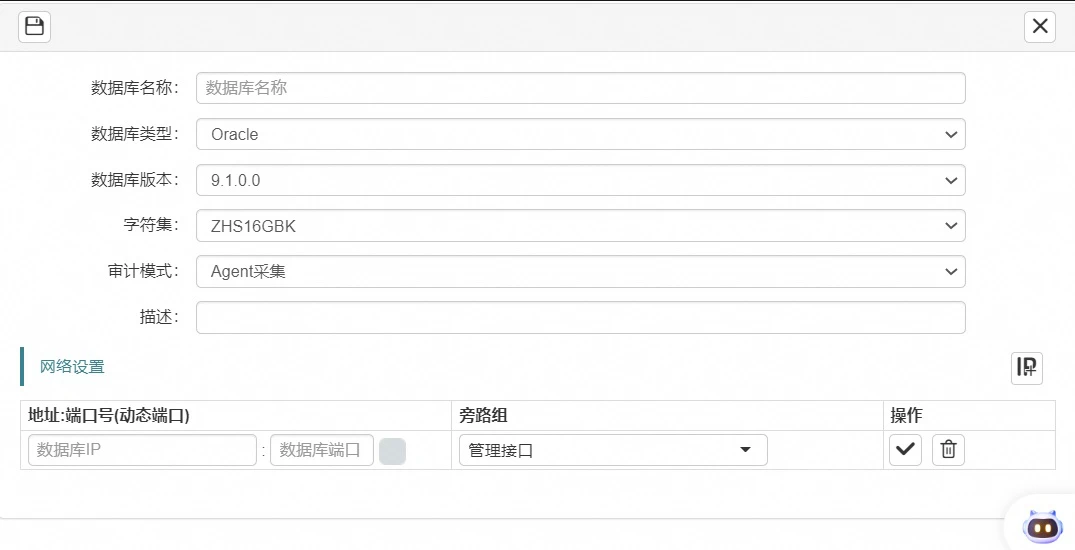 数据库名称： 数据库名称
数据库类型： Oracle
数据库版本： 9.1.0.0
字符集： ZHS16GBK
审计模式： Agent采集
描述：
网络设置 IP
地址:端口号(动态端口) 旁路组 操作
数据库IP : 数据库端口 管理接口